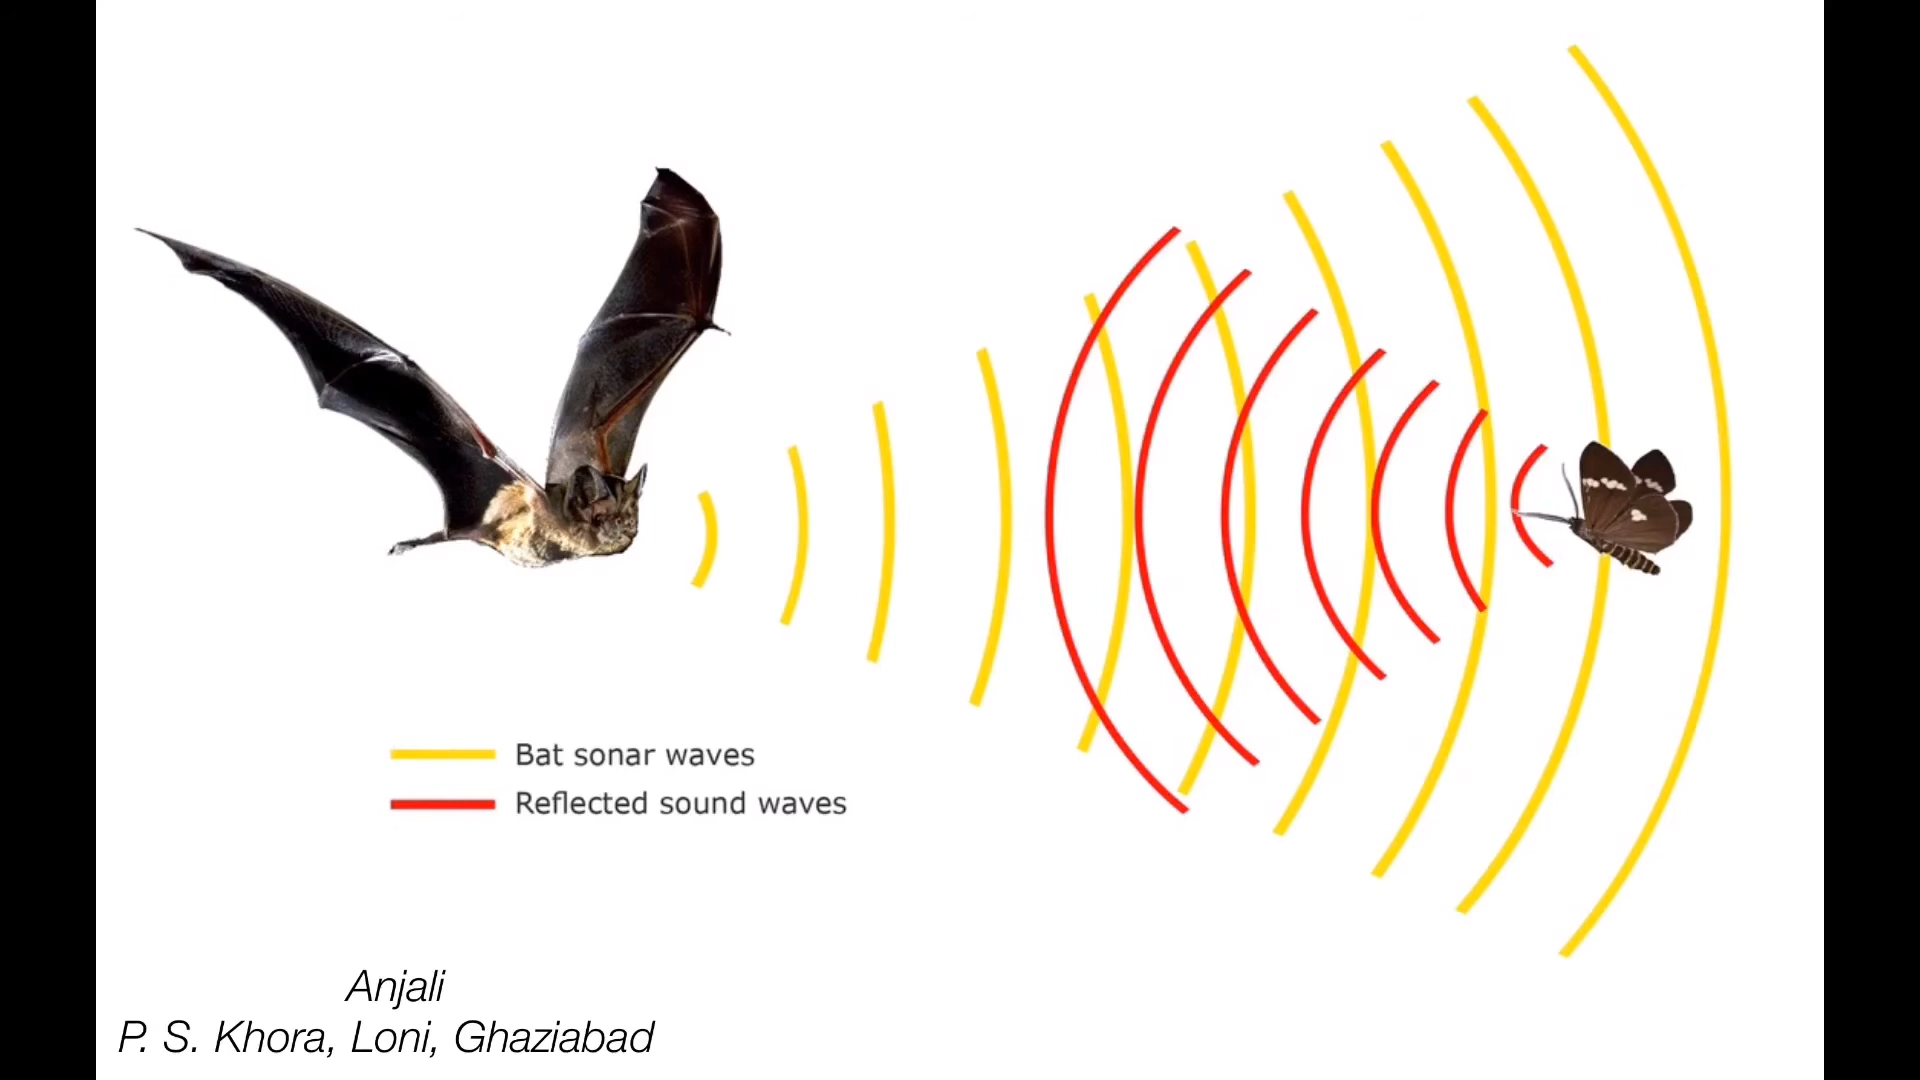 Bat sonar waves
Reflected sound waves
Anjali
P. S. Khora, Loni, Ghaziabad